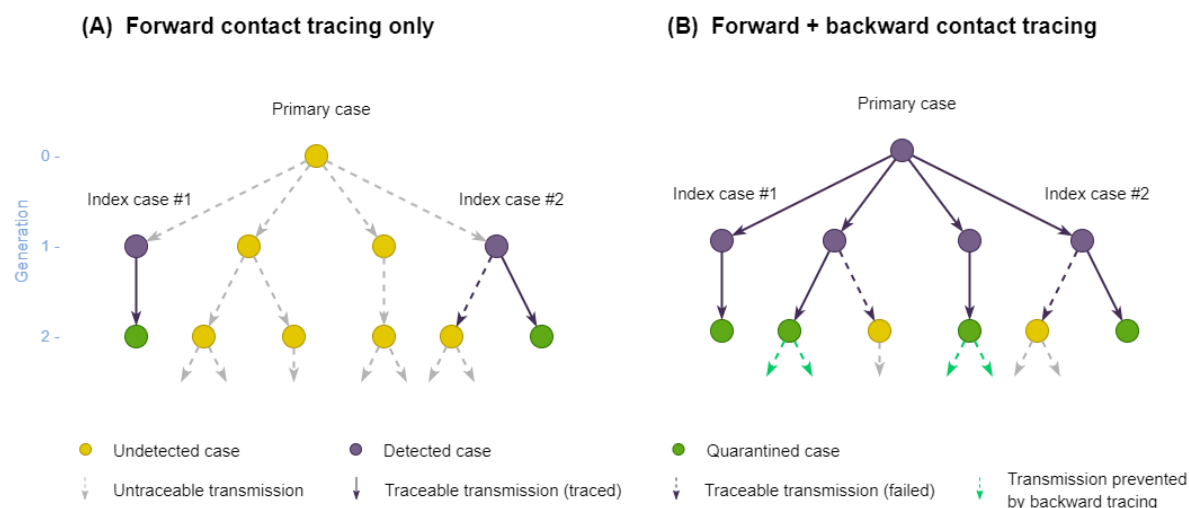 (A) Forward contact tracing only
(B) Forward + backward contact tracing
Primary case
Primary case
0 -
Index case #1
Index case #2
Index case #1
Index case #2
Generation
1 -
2 -
Undetected case
Detected case
Quarantined case
Untraceable transmission
Traceable transmission (traced)
Traceable transmission (failed)
Transmission prevented
by backward tracing